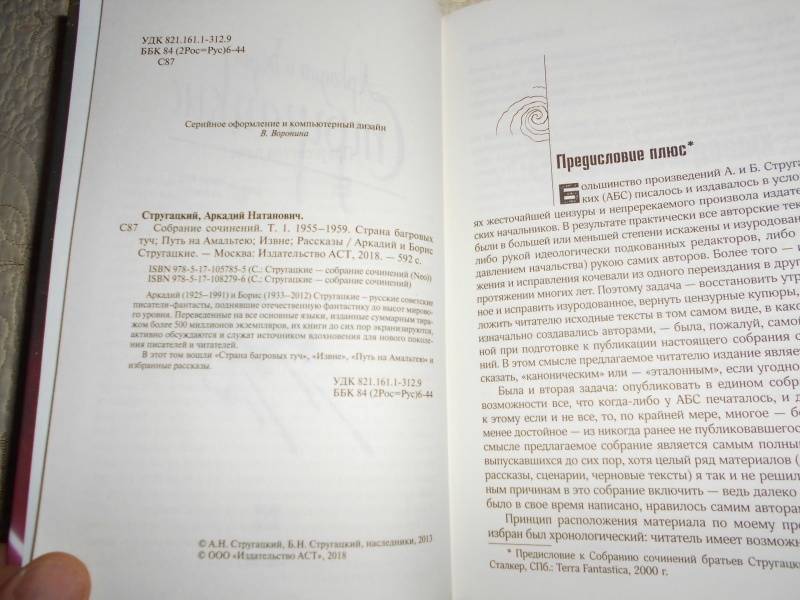 УДК 821.161.1-312.9
ББК 84 (2Рос=Рус)6-44
С87
Серийное оформление и компьютерный дизайн
В. Воронина
Стругацкий, Аркадий Натанович.
С87 Собрание сочинений. Т. 1. 1955–1959. Страна багровых
туч; Путь на Амальтею; Извне; Рассказы / Аркадий и Борис
Стругацкие. — Москва: Издательство АСТ, 2018. — 592 с.
ISBN 978-5-17-105785-5 (С.: Стругацкие — собрание сочинений (Neo))
ISBN 978-5-17-108279-6 (С.: Стругацкие — собрание сочинений)
Аркадий (1925–1991) и Борис (1933–2012) Стругацкие — русские советские
писатели-фантасты, поднявшие отечественную фантастику до высот мирово-
го уровня. Переведенные на все основные языки, изданные суммарным тира-
жом более 500 миллионов экземпляров, их книги до сих пор экранизируются,
активно обсуждаются и служат источником вдохновения для нового поко-
ления писателей и читателей.
В этот том вошли «Страна багровых туч», «Извне», «Путь на Амальтею» и
избранные рассказы.
УДК 821.161.1-312.9
ББК 84 (2Рос=Рус)6-44
© А.Н. Стругацкий, Б.Н. Стругацкий, наследники, 2013
© ООО «Издательство АСТ», 2018
Предисловие плюс*
Большинство произведений А. и Б. Струга
ких (АБС) писалось и издавалось в усло
ях жесточайшей цензуры и непререкаемого произвола издате
ских начальников. В результате практически все авторские тек
были в большей или меньшей степени искажены и изуродован
либо рукой идеологически подкованных редакторов, либо
давлением начальства) рукою самих авторов. Более того —
жения и исправления кочевали из одного переиздания в друг
протяжении многих лет. Поэтому задача — восстановить утр
ное и исправить изуродованное, вернуть цензурные купюры,
ложить читателю исходные тексты в том самом виде, в како
изначально создавались авторами, — была, пожалуй, самой
ной при подготовке к публикации настоящего собрания с
ний. В этом смысле предлагаемое читателю издание являе
сказать, «каноническим» или — «эталонным», если угодно
Была и вторая задача: опубликовать в едином собра
возможности все, что когда-либо у АБС печаталось, и д
к этому если и не все, то, по крайней мере, многое — б
менее достойное — из никогда ранее не публиковавшегос
смысле предлагаемое собрание является самым полны
выпускавшихся до сих пор, хотя целый ряд материалов (
рассказы, сценарии, черновые тексты) я так и не решил
ным причинам в это собрание включить — ведь далеко
было в свое время написано, нравилось самим авторам
Принцип расположения материала по моему пре
избран был хронологический: читатель имеет возможн
* Предисловие к Собранию сочинений братьев Стругацк
Сталкер, СПб.: Terra Fantastica, 2000 г.